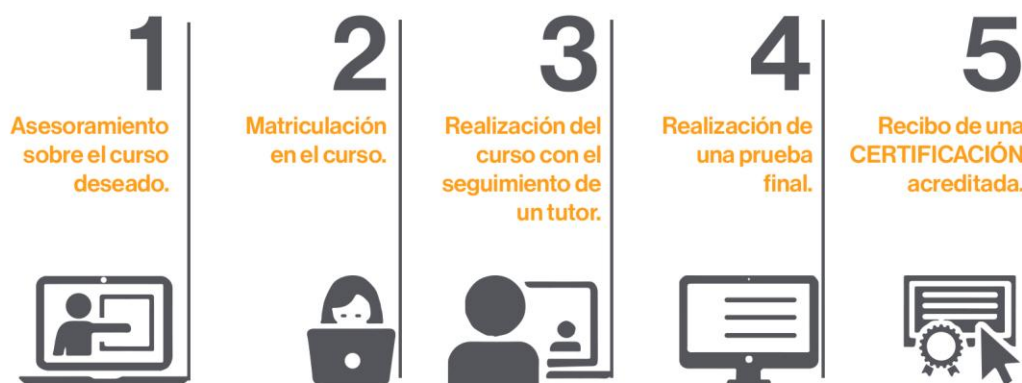 1
Asesoramiento
sobre el curso
deseado.
2
Matriculación
en el curso.
3
Realización del
curso con el
seguimiento de
un tutor.
4
Realización de
una prueba
final.
5
Recibo de una
CERTIFICACIÓN
acreditada.